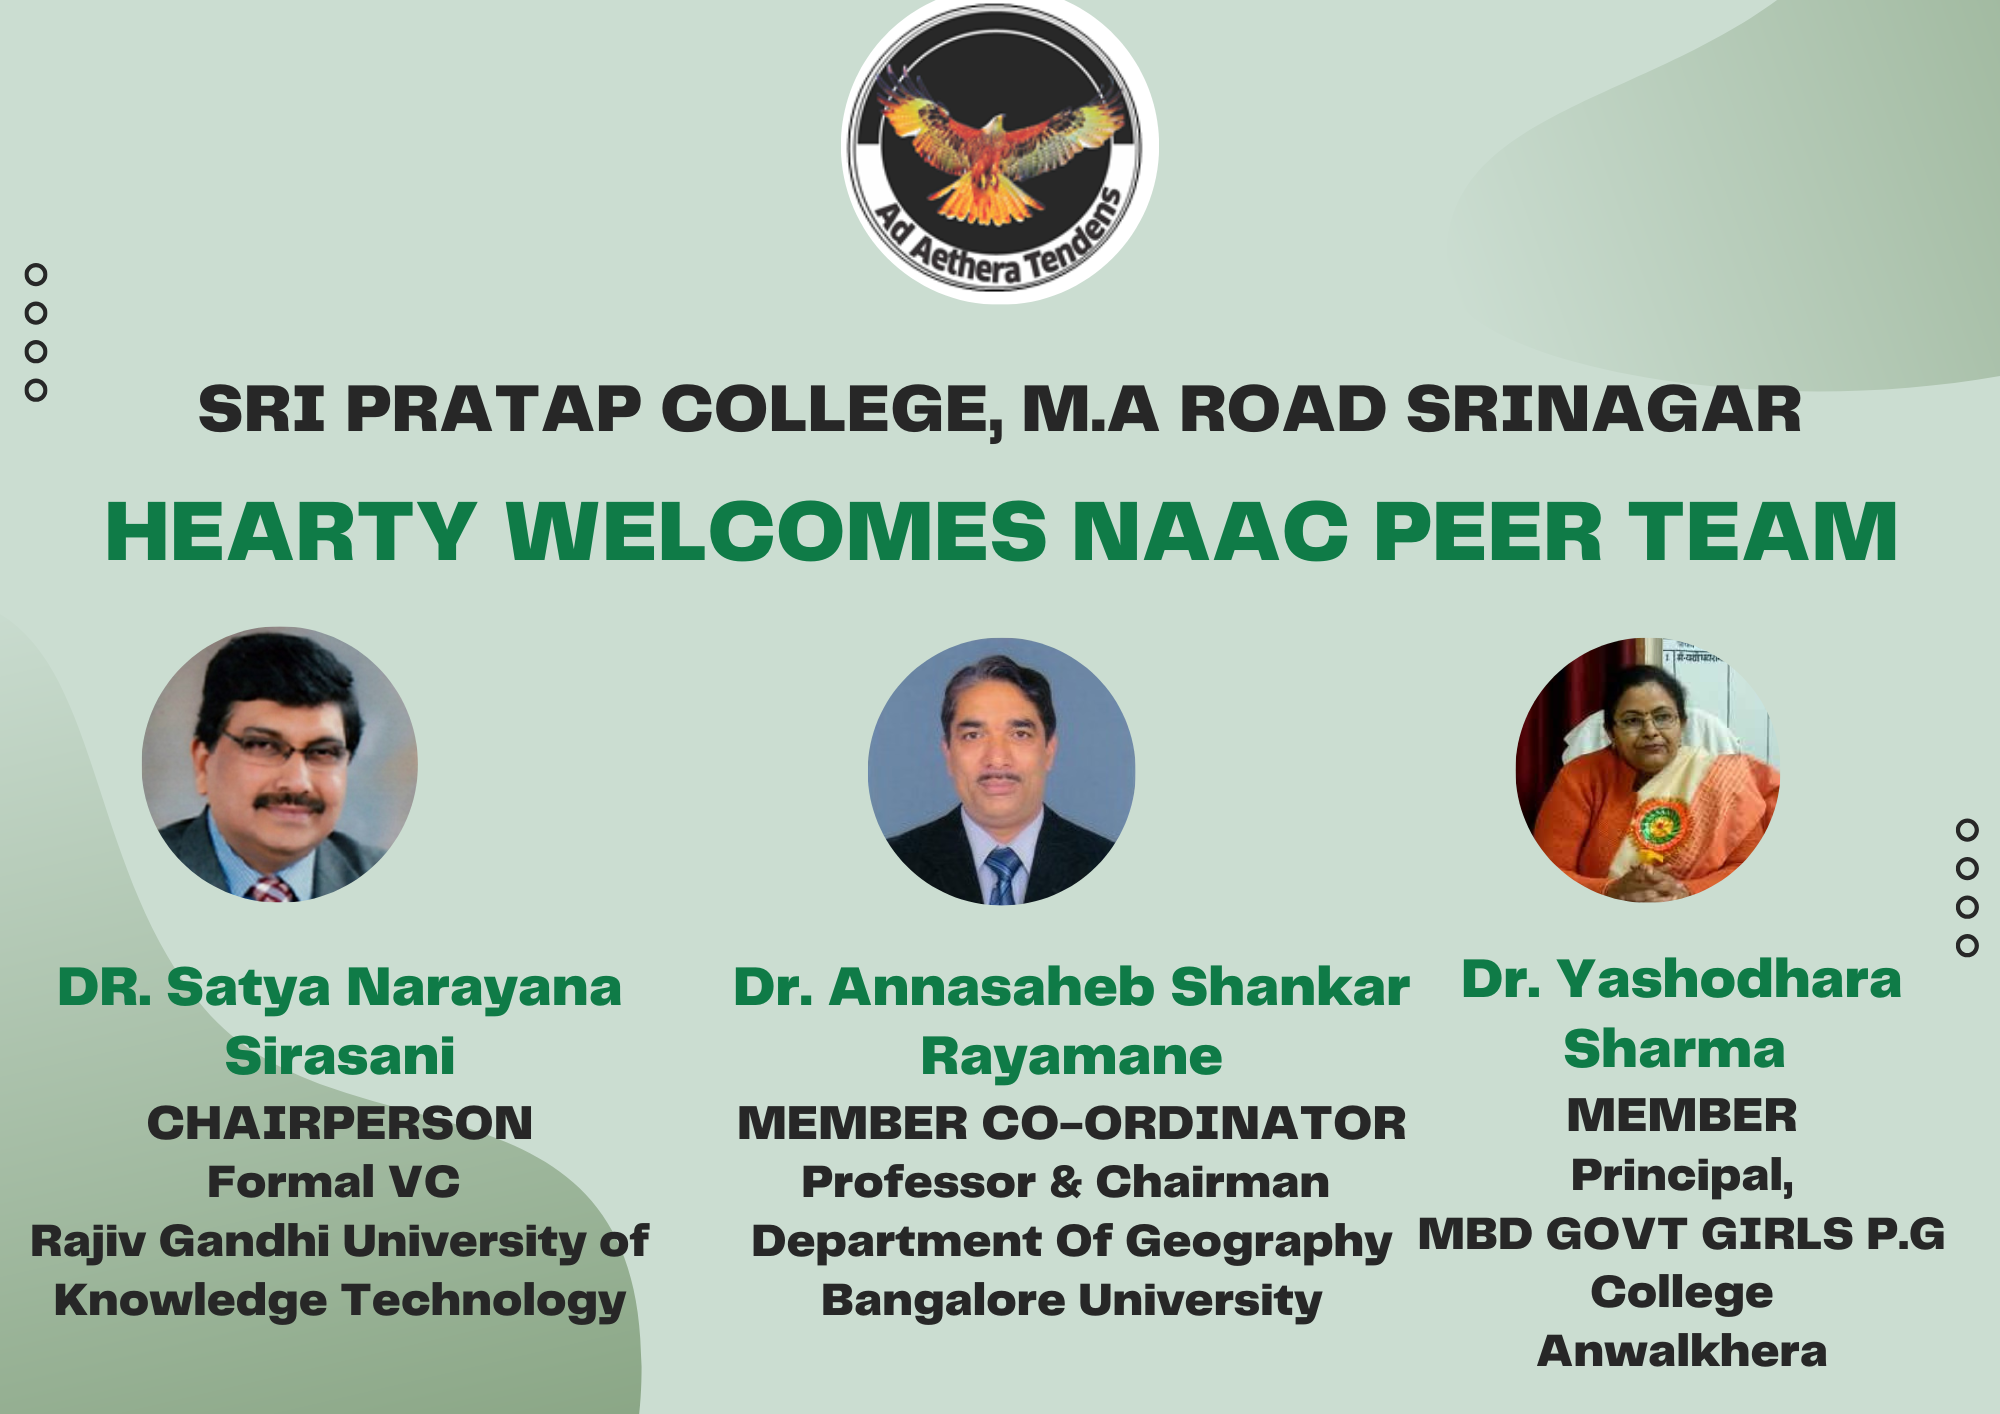 Ad Aethera Tendens
SRI PRATAP COLLEGE, M.A ROAD SRINAGAR
HEARTY WELCOMES NAAC PEER TEAM
DR. Satya Narayana
Sirasani
CHAIRPERSON
Formal VC
Rajiv Gandhi University of
Knowledge Technology
Dr. Annasaheb Shankar
Rayamane
MEMBER CO-ORDINATOR
Professor & Chairman
Department Of Geography
Bangalore University
Dr. Yashodhara
Sharma
MEMBER
Principal,
MBD GOVT GIRLS P.G
College
Anwalkhera